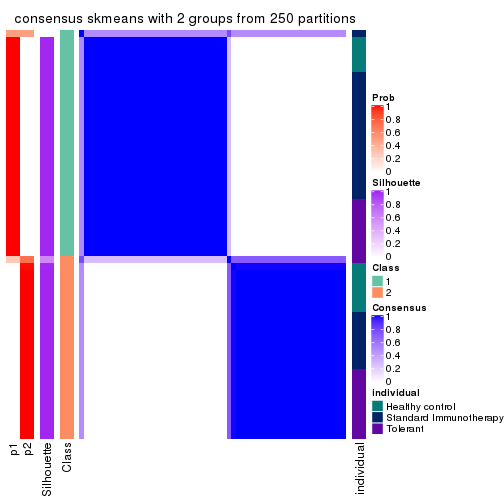 consensus skmeans with 2 groups from 250 partitions
Prob
1
0.8
0.6
0.4
0.2
0
Silhouette
1
0.8
0.6
0.4
0.2
0
Class
1
2
Consensus
1
0.8
0.6
0.4
0.2
0
individual
Healthy control
Standard Immunotherapy
Tolerant
p1
p2
Silhouette
Class
individual